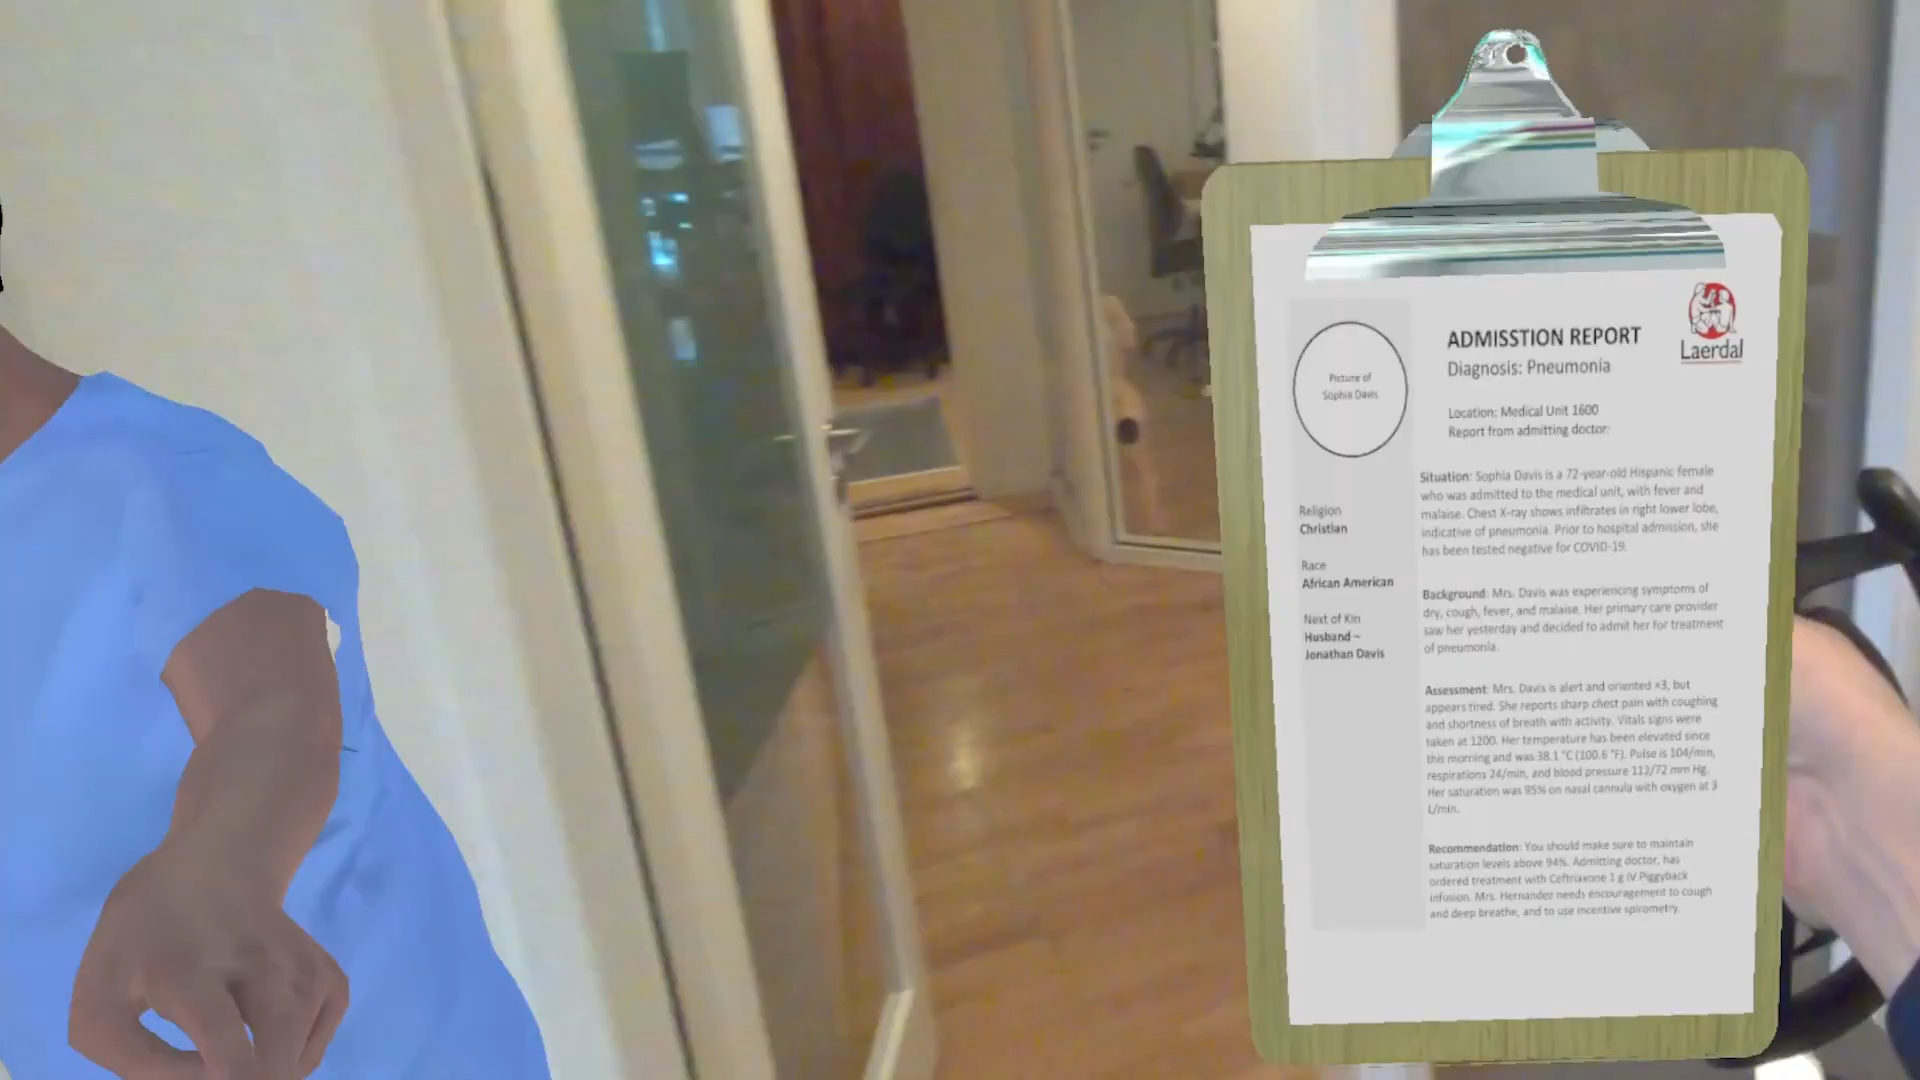 ADMISSTION REPORT
Laerdal
Diagnosis: Pneumonia
Location: Medical Unit 1600
Report from admitting doctor:
Picture of
Sophia Davis
Religion
Christian
Race
African American
Next of Kin
Husband –
Jonathan Davis
Situation: Sophia Davis is a 72-year-old Hispanic female
who was admitted to the medical unit, with fever and
malaise. Chest X-ray shows infiltrates in right lower lobe,
indicative of pneumonia. Prior to hospital admission, she
has been tested negative for COVID-19.
Background: Mrs. Davis was experiencing symptoms of
dry, cough, fever, and malaise. Her primary care provider
saw her yesterday and decided to admit her for treatment
of pneumonia.
Assessment: Mrs. Davis is alert and oriented ×3, but
appears tired. She reports sharp chest pain with coughing
and shortness of breath with activity. Vitals signs were
taken at 1200. Her temperature has been elevated since
this morning and was 38.1 °C (100.6 °F). Pulse is 104/min,
respirations 24/min, and blood pressure 112/72 mm Hg.
Her saturation was 95% on nasal cannula with oxygen at 3
L/min.
Recommendation: You should make sure to maintain
saturation levels above 94%. Admitting doctor, has
ordered treatment with Ceftriaxone 1 g IV Piggyback
infusion. Mrs. Hernandez needs encouragement to cough
and deep breathe, and to use incentive spirometry.